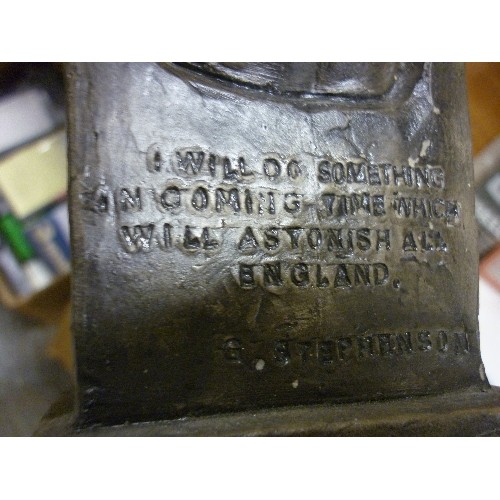 I WILL DO SOMETHING
IN COMING TIME WHICH
WILL ASTONISH ALL
ENGLAND.
G. STEPHENSON